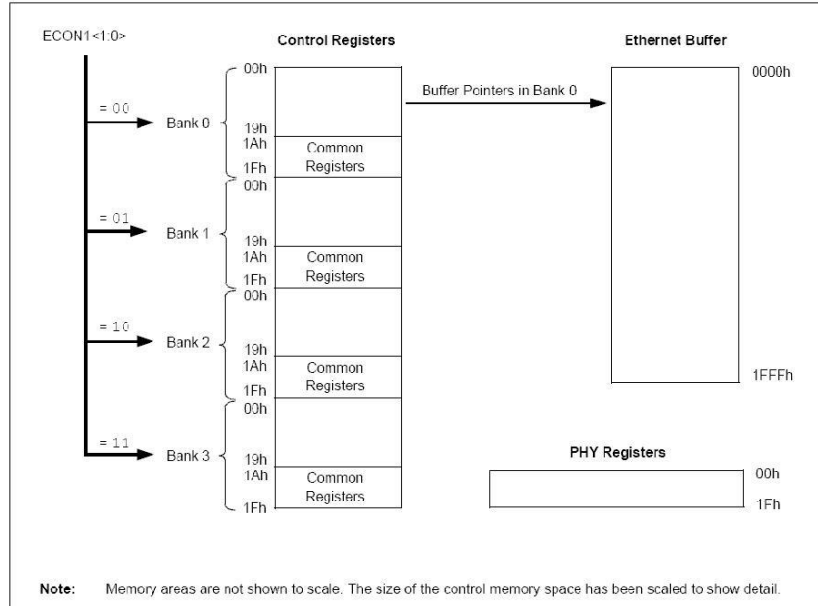 ECON1<1:0>
Control Registers
Ethernet Buffer
= 00
Bank 0
00h
19h
1Ah
1Fh
Common
Registers
Buffer Pointers in Bank 0
0000h
1FFFh
= 01
Bank 1
00h
19h
1Ah
1Fh
Common
Registers
= 10
Bank 2
00h
19h
1Ah
1Fh
Common
Registers
= 11
Bank 3
00h
19h
1Ah
1Fh
Common
Registers
PHY Registers
00h
1Fh
Note: Memory areas are not shown to scale. The size of the control memory space has been scaled to show detail.